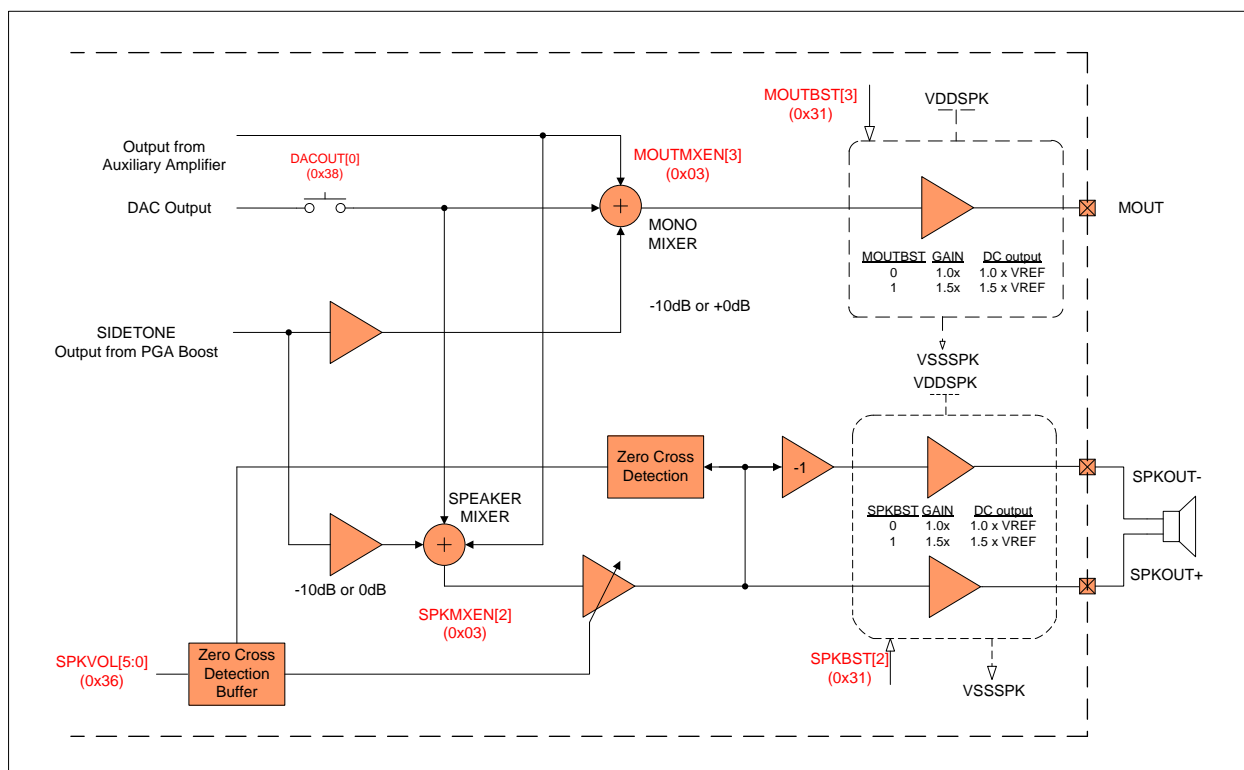 MOUTBST[3]
(0x31)
VDDSPK
Output from
Auxiliary Amplifier
DACOUT[0]
(0x38)
MOUTMXEN[3]
(0x03)
DAC Output
+
MONO
MIXER
MOUT
MOUTBST GAIN DC output
0 1.0x 1.0 x VREF
1 1.5x 1.5 x VREF
-10dB or +0dB
SIDETONE
Output from PGA Boost
VSSSPK
VDDSPK
Zero Cross
Detection
-1
SPKOUT-
SPEAKER
MIXER
+
SPKBST GAIN DC output
0 1.0x 1.0 x VREF
1 1.5x 1.5 x VREF
SPKOUT+
-10dB or 0dB
SPKMXEN[2]
(0x03)
SPKVOL[5:0]
(0x36)
Zero Cross
Detection
Buffer
SPKBST[2]
(0x31)
VSSSPK